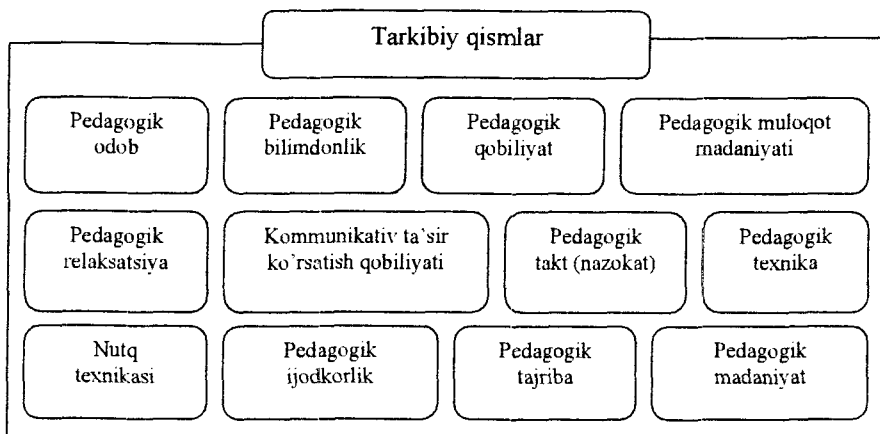 Tarkibiy qismlar
Pedagogik
odob
Pedagogik
bilimdonlik
Pedagogik
qobiliyat
Pedagogik muloqot
madaniyati
Pedagogik
relaksatsiya
Kommunikativ ta`sir
ko`rsatish qobiliyati
Pedagogik
takt (nazokat)
Pedagogik
texnika
Nutq
texnikasi
Pedagogik
ijodkorlik
Pedagogik
tajriba
Pedagogik
madaniyat